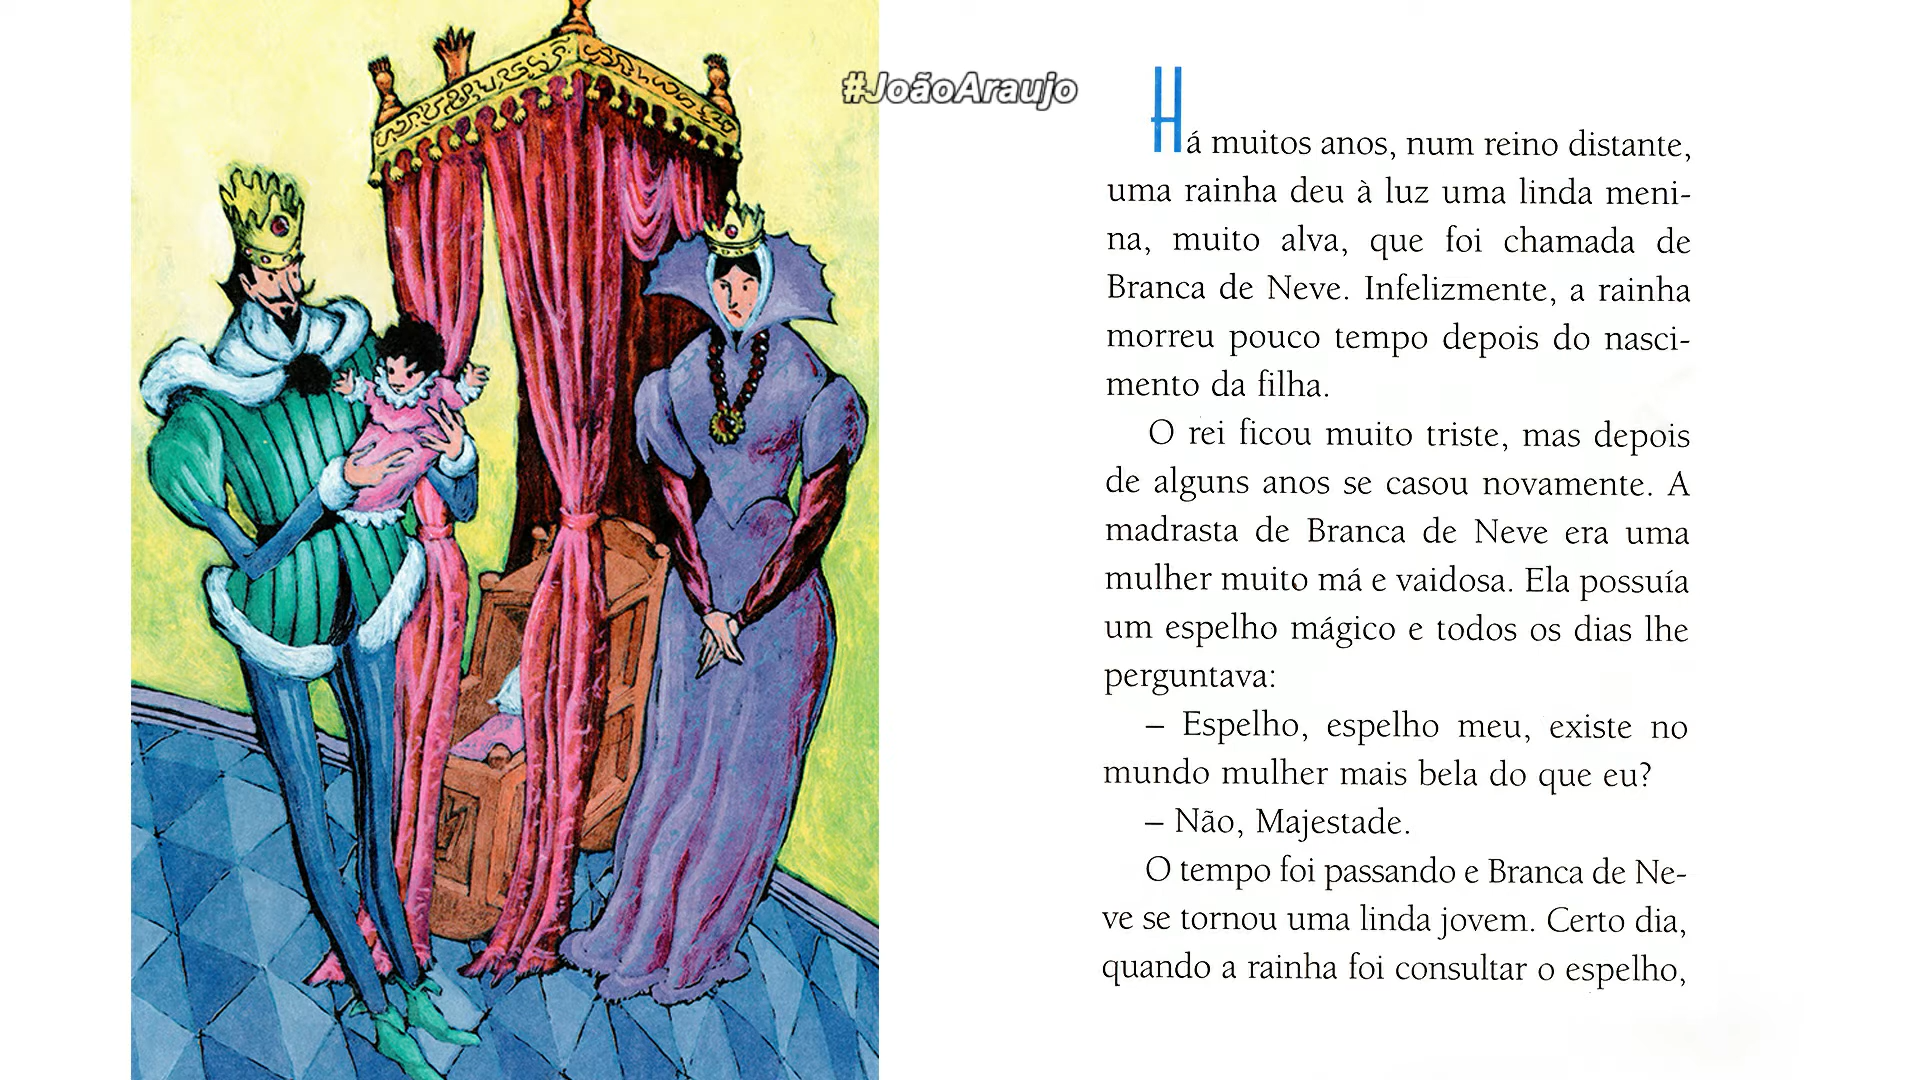 #JoãoAraujo
Há muitos anos, num reino distante,
uma rainha deu à luz uma linda meni-
na, muito alva, que foi chamada de
Branca de Neve. Infelizmente, a rainha
morreu pouco tempo depois do nasci-
mento da filha.
O rei ficou muito triste, mas depois
de alguns anos se casou novamente. A
madrasta de Branca de Neve era uma
mulher muito má e vaidosa. Ela possuía
um espelho mágico e todos os dias lhe
perguntava:
– Espelho, espelho meu, existe no
mundo mulher mais bela do que eu?
– Não, Majestade.
O tempo foi passando e Branca de Ne-
ve se tornou uma linda jovem. Certo dia,
quando a rainha foi consultar o espelho,